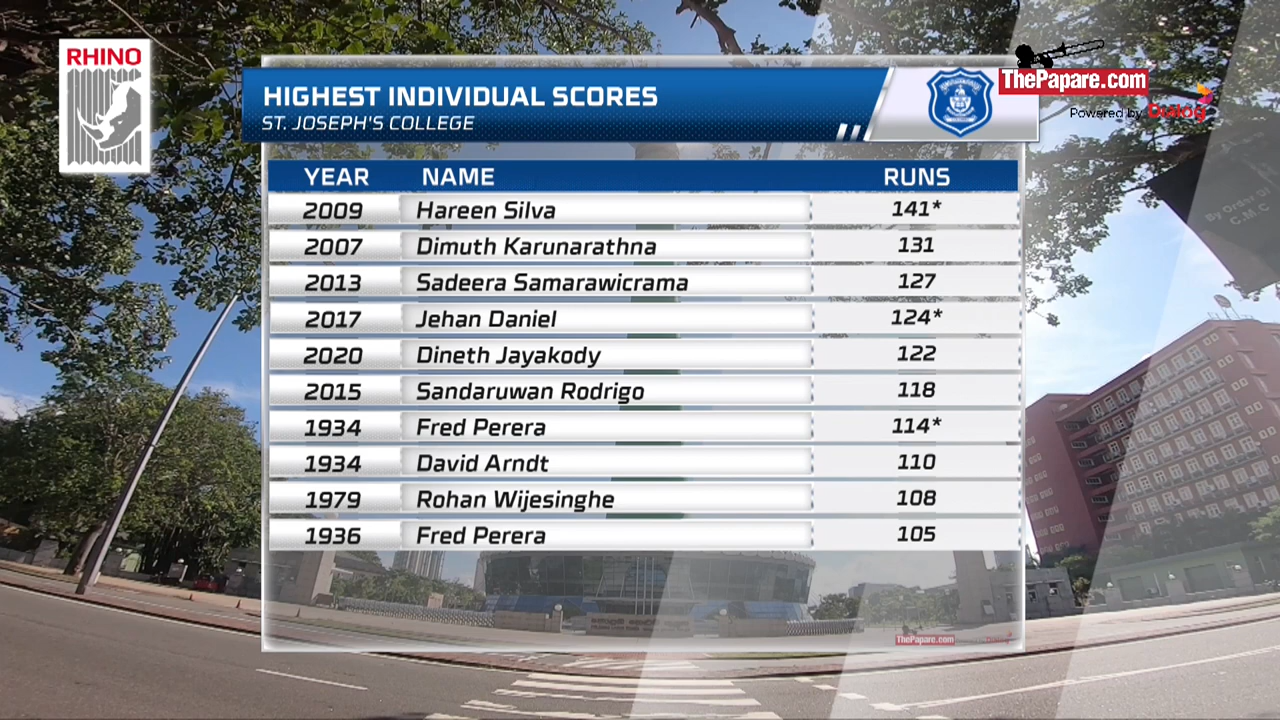 RHINO
HIGHEST INDIVIDUAL SCORES
ST. JOSEPH'S COLLEGE
ThePapare.com
Powered by Dialog
By Order Of
C.M.C.
YEAR NAME RUNS
2009 Hareen Silva 141*
2007 Dimuth Karunarathna 131
2013 Sadeera Samarawicrama 127
2017 Jehan Daniel 124*
2020 Dineth Jayakody 122
2015 Sandaruwan Rodrigo 118
1934 Fred Perera 114*
1934 David Arndt 110
1979 Rohan Wijesinghe 108
1936 Fred Perera 105
ThePapare.com